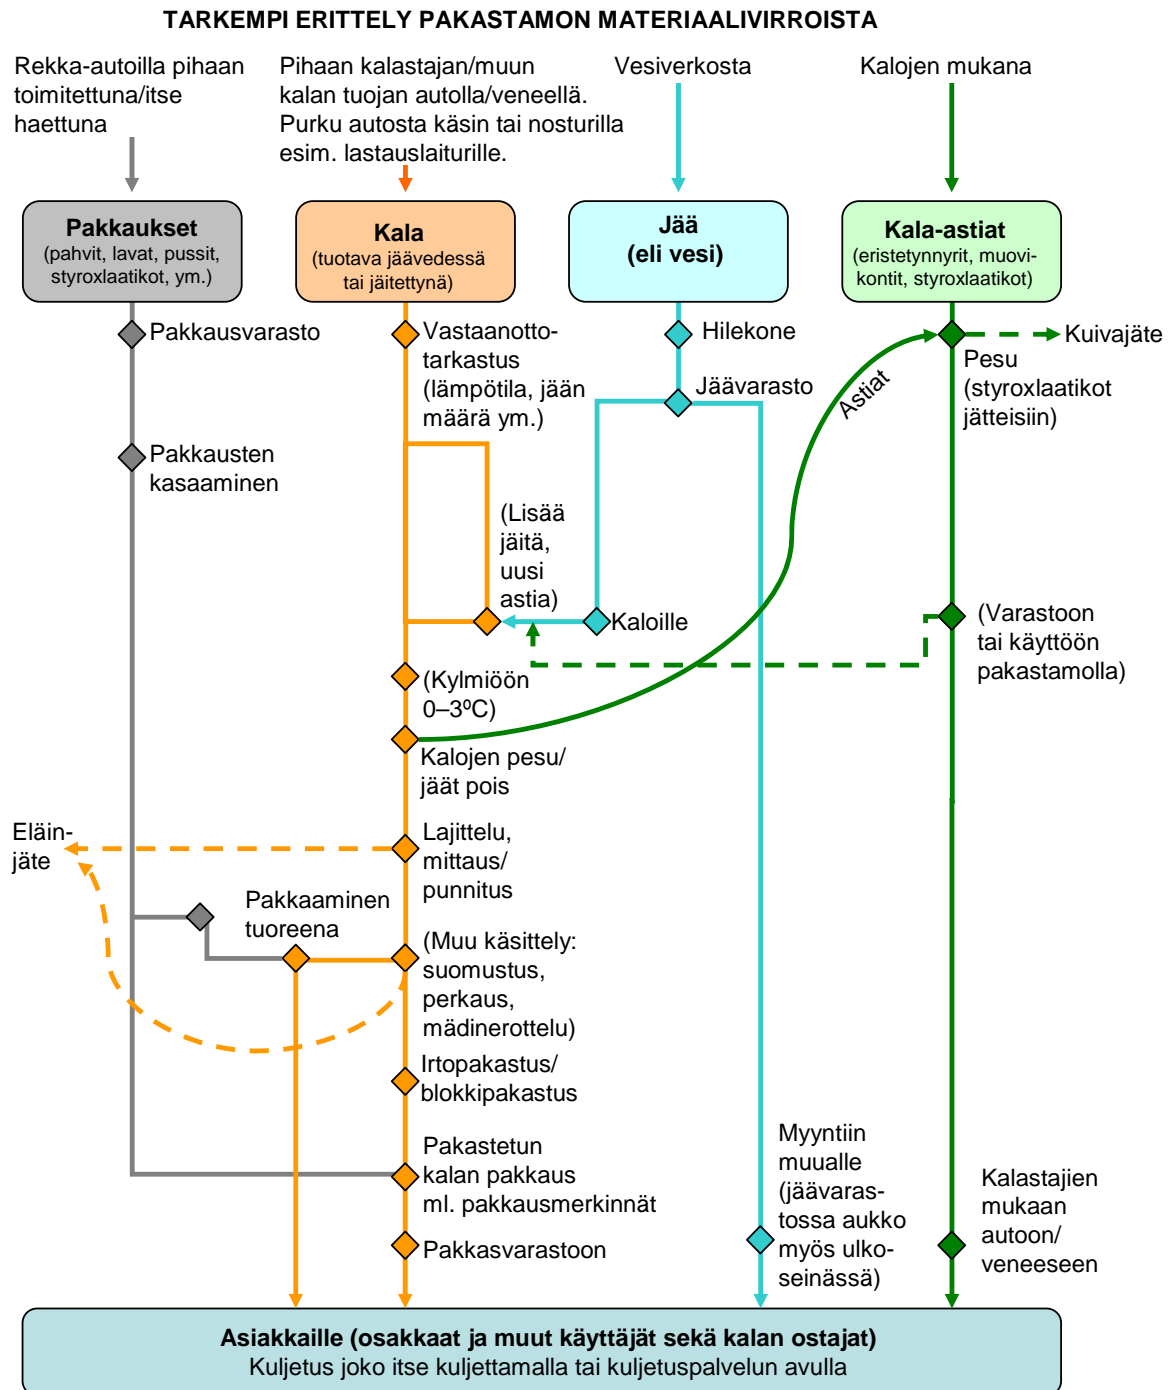 TARKEMPI ERITTELY PAKASTAMON MATERIAALIVIRROISTA
Rekka-autoilla pihaan
toimitettuna/itse
haettuna
Pihaan kalastajan/muun
kalan tuojan autolla/veneellä.
Purku autosta käsin tai nosturilla
esim. lastauslaiturille.
Vesiverkosta
Kalojen mukana
Pakkaukset
(pahvit, lavat, pussit,
styroxlaatikot, ym.)
Kala
(tuotava jäävedessä
tai jäitettynä)
Jää
(eli vesi)
Kala-astiat
(eristetynnyrit, muovi-
kontit, styroxlaatikot)
Pakkausvarasto
Vastaanotto-
tarkastus
(lämpötila, jään
määrä ym.)
Hilekone
Jäävarasto
Astiat
Pesu
(styroxlaatikot
jätteisiin)
Kuivajäte
Pakkausten
kasaaminen
(Lisää
jäitä,
uusi
astia)
Kaloille
(Varastoon
tai käyttöön
pakastamolla)
(Kylmiöön
0–3ºC)
Kalojen pesu/
jäät pois
Eläin-
jäte
Lajittelu,
mittaus/
punnitus
Pakkaaminen
tuoreena
(Muu käsittely:
suomustus,
perkaus,
mädinerottelu)
Irtopakastus/
blokkipakastus
Pakastetun
kalan pakkaus
ml. pakkausmerkinnät
Pakkasvarastoon
Myyntiin
muualle
(jäävaras-
tossa aukko
myös ulko-
seinässä)
Kalastajien
mukaan
autoon/
veneeseen
Asiakkaille (osakkaat ja muut käyttäjät sekä kalan ostajat)
Kuljetus joko itse kuljettamalla tai kuljetuspalvelun avulla